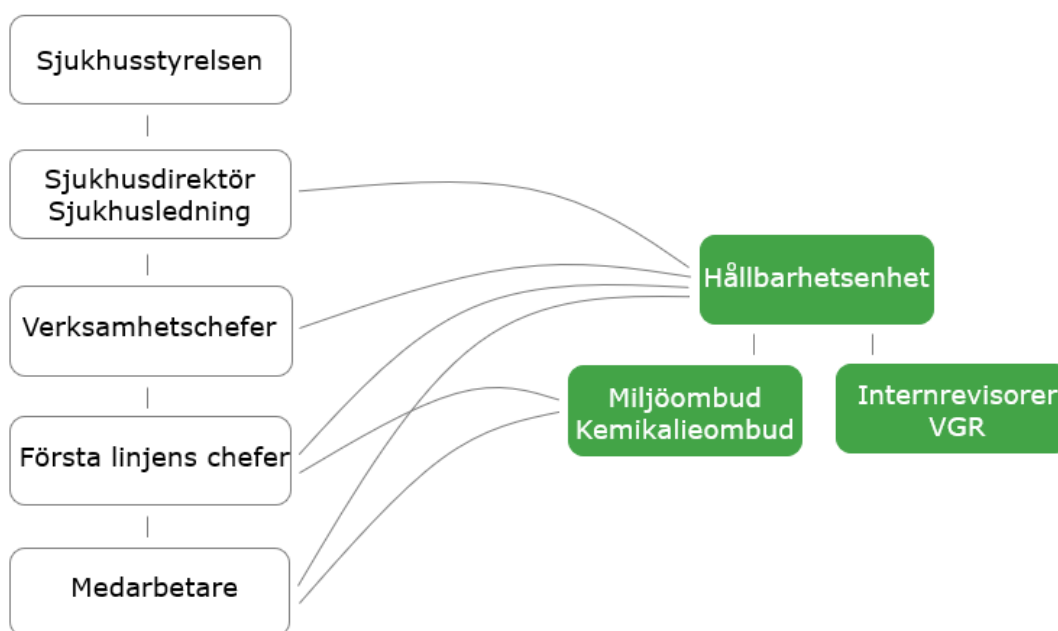 Sjukhusstyrelsen
Sjukhusdirektör
Sjukhusledning
Verksamhetschefer
Första linjens chefer
Medarbetare
Hållbarhetsenhet
Miljöombud
Kemikalieombud
Internrevisorer
VGR